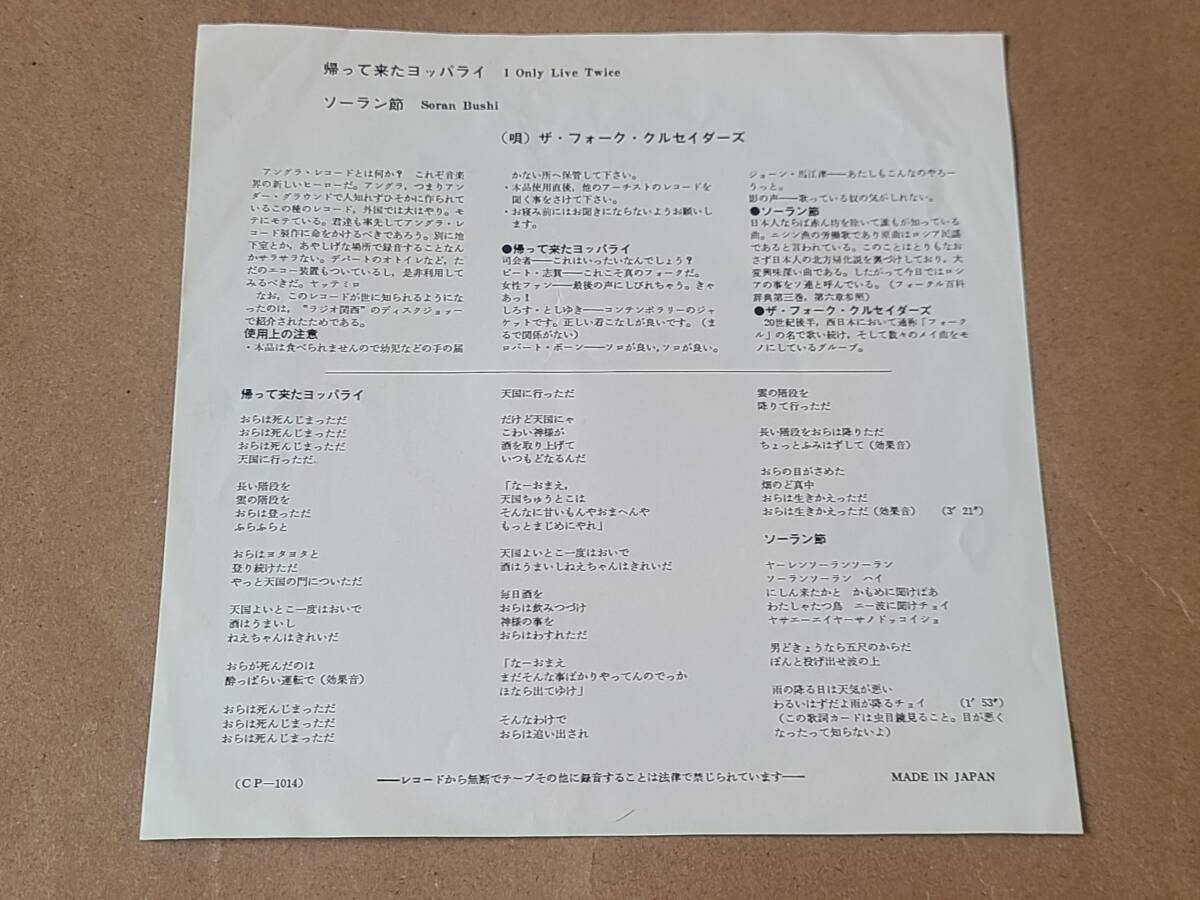 帰って来たヨッパライ I Only Live Twice
ソーラン節 Soran Bushi
（唄）ザ・フォーク・クルセイダーズ
アングラ・レコードとは何か？ これぞ音楽
界の新しいヒーローだ。アングラ，つまりアン
ダー・グラウンドで人知れずひそかに作られて
いるこの種のレコード，外国では大はやり。モ
テにモテている。君達も率先してアングラ・レ
コード製作に命をかけるべきであろう。別に地
下室とか，あやしげな場所で録音することなん
かサラサラない。デパートのオトイレなど，た
だのエコー装置もついているし，是非利用して
みるべきだ。ヤッテミロ
なお，このレコードが世に知られるようにな
ったのは，“ラジオ関西”のディスクジョッキー
で紹介されたためである。
使用上の注意
・本品は食べられませんので幼児などの手の届
かない所へ保管して下さい。
・本品使用直後，他のアーチストのレコードを
聞く事をさけて下さい。
・お寝み前にはお聞きにならないようお願いし
ます。
●帰って来たヨッパライ
司会者――これはいったいなんでしょう？
ピート・志賀――これこそ真のフォークだ。
女性ファン――最後の声にしびれちゃう。きゃ
あっ！
しろす・としゆき――コンテンポラリーのジャ
ケットです。正しい着こなしが良いです。（ま
るで関係がない）
ロバート・ボーン――ソロが良い，ソロが良い。
ジョーン・馬江津――あたしもこんなのやろー
うっと。
影の声――歌っている奴の気がしれない。
●ソーラン節
日本人ならば赤ん坊を除いて誰もが知っている
曲。ニシン魚の労働歌であり原曲はロシア民謡
であると言われている。このことはとりもなお
さず日本人の北方帰化説を裏づけしており，大
変興味深い曲である。したがって今日ではロシ
アの事をソ連と呼んでいる。（フォークル百科
辞典第三巻，第六章参照）
●ザ・フォーク・クルセイダーズ
20世紀後半，西日本において通称「フォーク
ル」の名で歌い続け，そして数々のメイ曲をモ
ノにしているグループ。
帰って来たヨッパライ
おらは死んじまっただ
おらは死んじまっただ
おらは死んじまっただ
天国に行っただ
長い階段を
雲の階段を
おらは登っただ
ふらふらと
おらはヨタヨタと
登り続けただ
やっと天国の門についただ
天国よいとこ一度はおいで
酒はうまいし
ねえちゃんはきれいだ
おらが死んだのは
酔っぱらい運転で（効果音）
おらは死んじまっただ
おらは死んじまっただ
おらは死んじまっただ
天国に行っただ
だけど天国にゃ
こわい神様が
酒を取り上げて
いつもどなるんだ
「なーおまえ，
天国ちゅうとこは
そんなに甘いもんやおまへんや
もっとまじめにやれ」
天国よいとこ一度はおいで
酒はうまいしねえちゃんはきれいだ
毎日酒を
おらは飲みつづけ
神様の事を
おらはわすれただ
「なーおまえ
まだそんな事ばかりやってんのでっか
ほなら出てゆけ」
そんなわけで
おらは追い出され
雲の階段を
降りて行っただ
長い階段をおらは降りただ
ちょっとふみはずして（効果音）
おらの目がさめた
畑のど真中
おらは生きかえっただ
おらは生きかえっただ（効果音） （3′21″）
ソーラン節
ヤーレンソーランソーラン
ソーランソーラン ハイ
にしん来たかと かもめに聞けばあ
わたしゃたつ鳥 エー波に聞けチョイ
ヤサエーエイヤーサノドッコイショ
男どきょうなら五尺のからだ
ぽんと投げ出せ波の上
雨の降る日は天気が悪い
わるいはずだよ雨が降るチョイ （1′53″）
（この歌詞カードは虫目鏡見ること。目が悪く
なったって知らないよ）
（CP―1014）
――レコードから無断でテープその他に録音することは法律で禁じられています――
MADE IN JAPAN